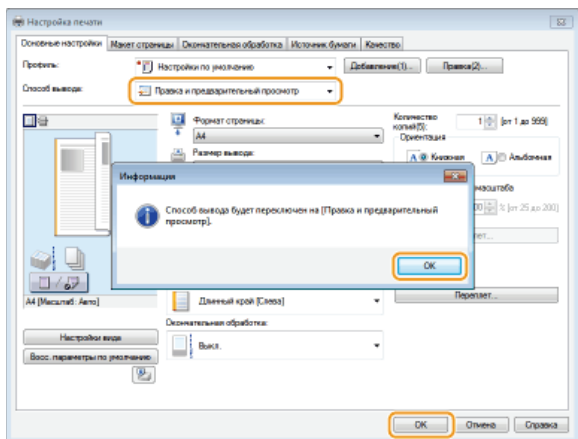 Настройка печати
Основные настройки Макет страницы Окончательная обработка Источник бумаги Качество
Профиль: Настройки по умолчанию Добавление(1)... Правка(2)...
Способ вывода: Правка и предварительный просмотр
Формат страницы: Количество копий(5): 1 [от 1 до 999]
A4 Ориентация
Размер вывода: A Книжная A Альбомная
Информация
масштаба
Способ вывода будет переключен на [Правка и предварительный
просмотр].
% [от 25 до 200]
OK
A4 [Масштаб: Авто] Длинный край [Слева] Переплет...
Окончательная обработка:
Настройки вида Выкл.
Восс. параметры по умолчанию
OK Отмена Справка